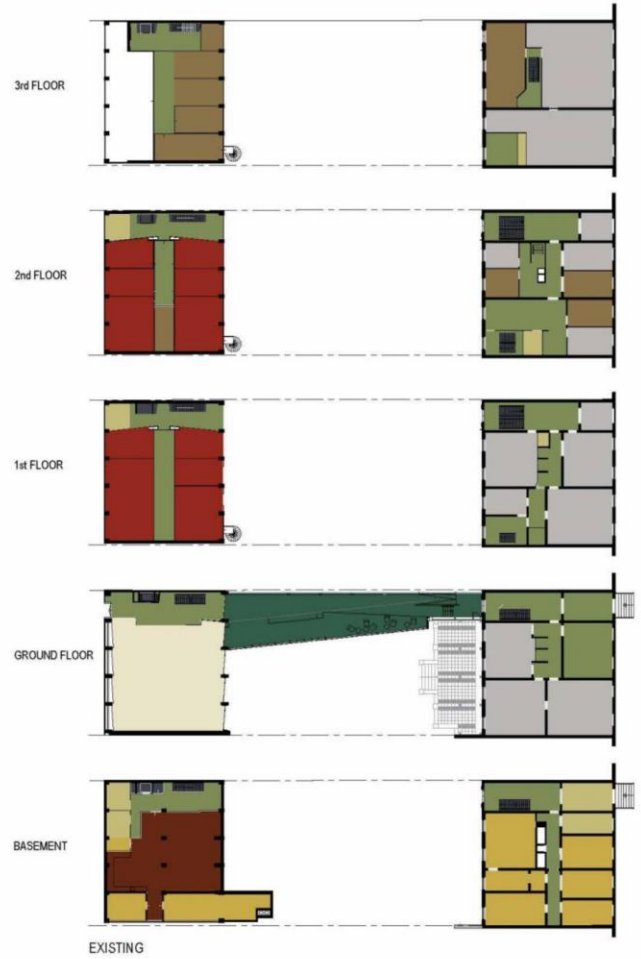 3rd FLOOR
2nd FLOOR
1st FLOOR
GROUND FLOOR
BASEMENT
EXISTING